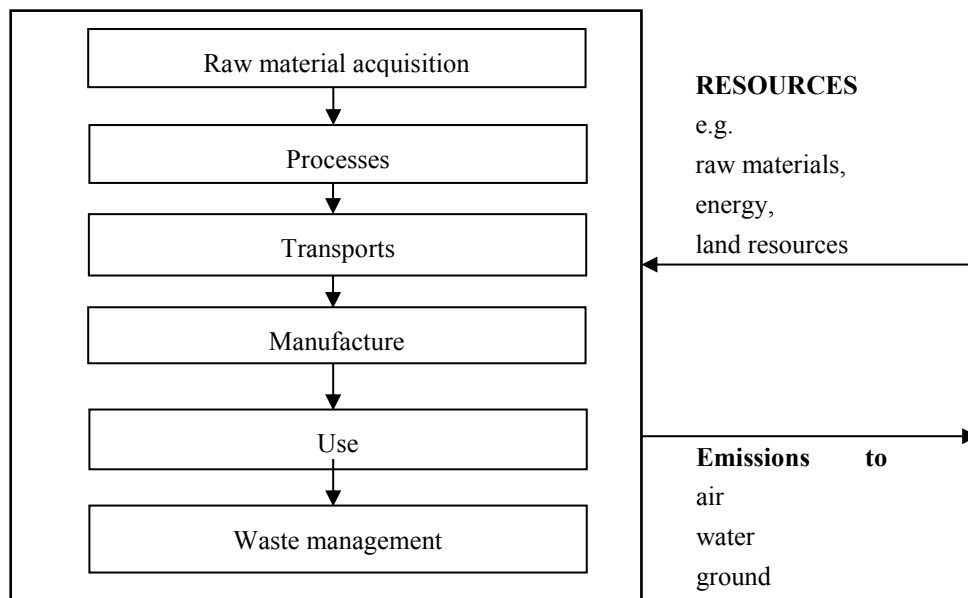 Raw material acquisition
Processes
Transports
Manufacture
Use
Waste management
RESOURCES
e.g.
raw materials,
energy,
land resources
Emissions to
air
water
ground